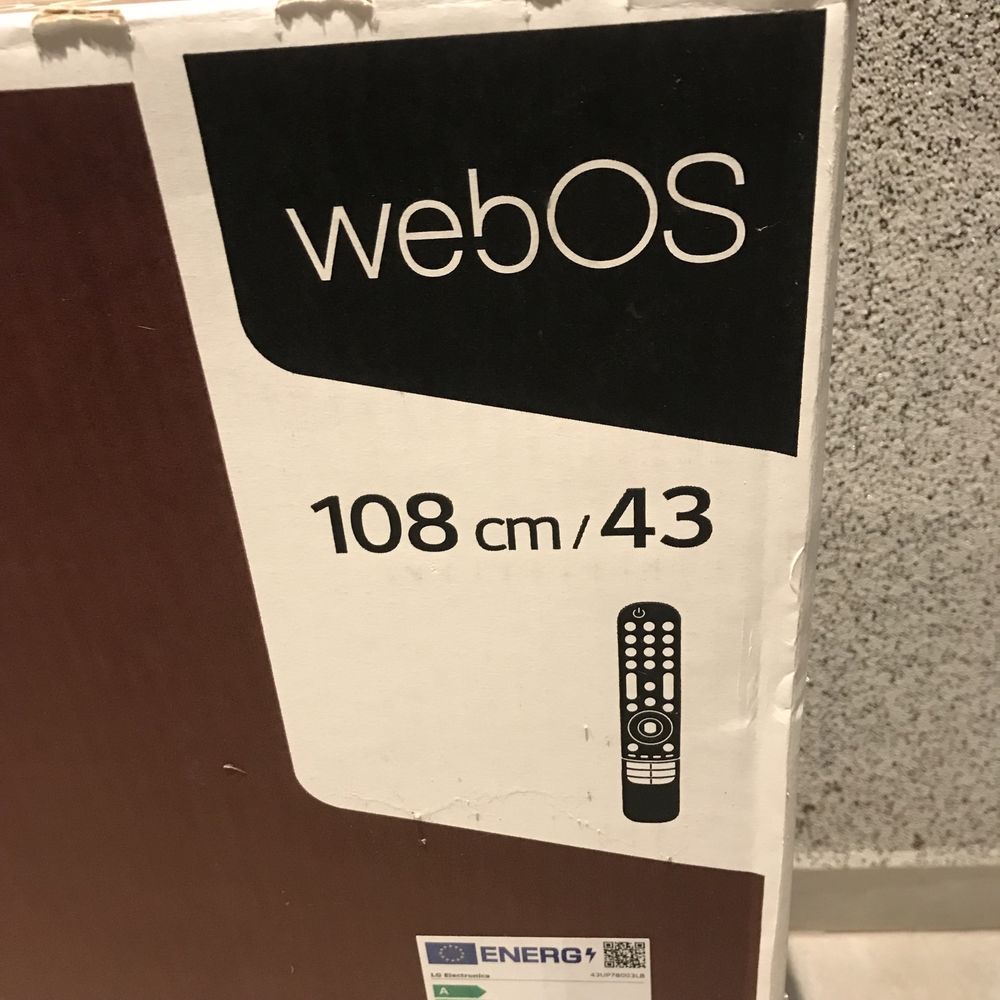 webOS
108 cm / 43
ENERG
LG Electronics
43UP78003LB
A